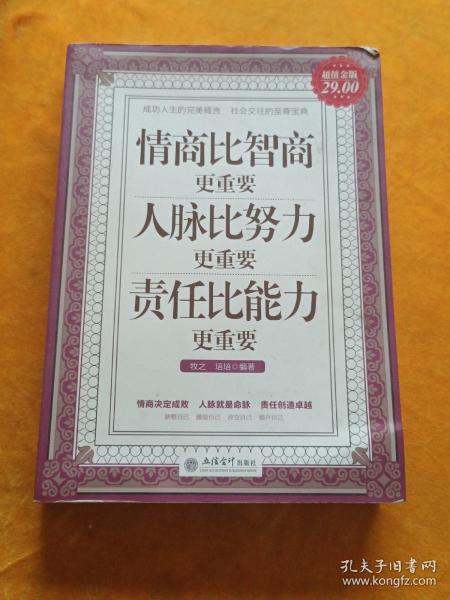 超值金版
29.00
成功人生的完美箴言 社会交往的至尊宝典
情商比智商
更重要
人脉比努力
更重要
责任比能力
更重要
牧之 培培◎编著
情商决定成败 人脉就是命脉 责任创造卓越
立信会计出版社
孔夫子旧书网
www.kongfz.com